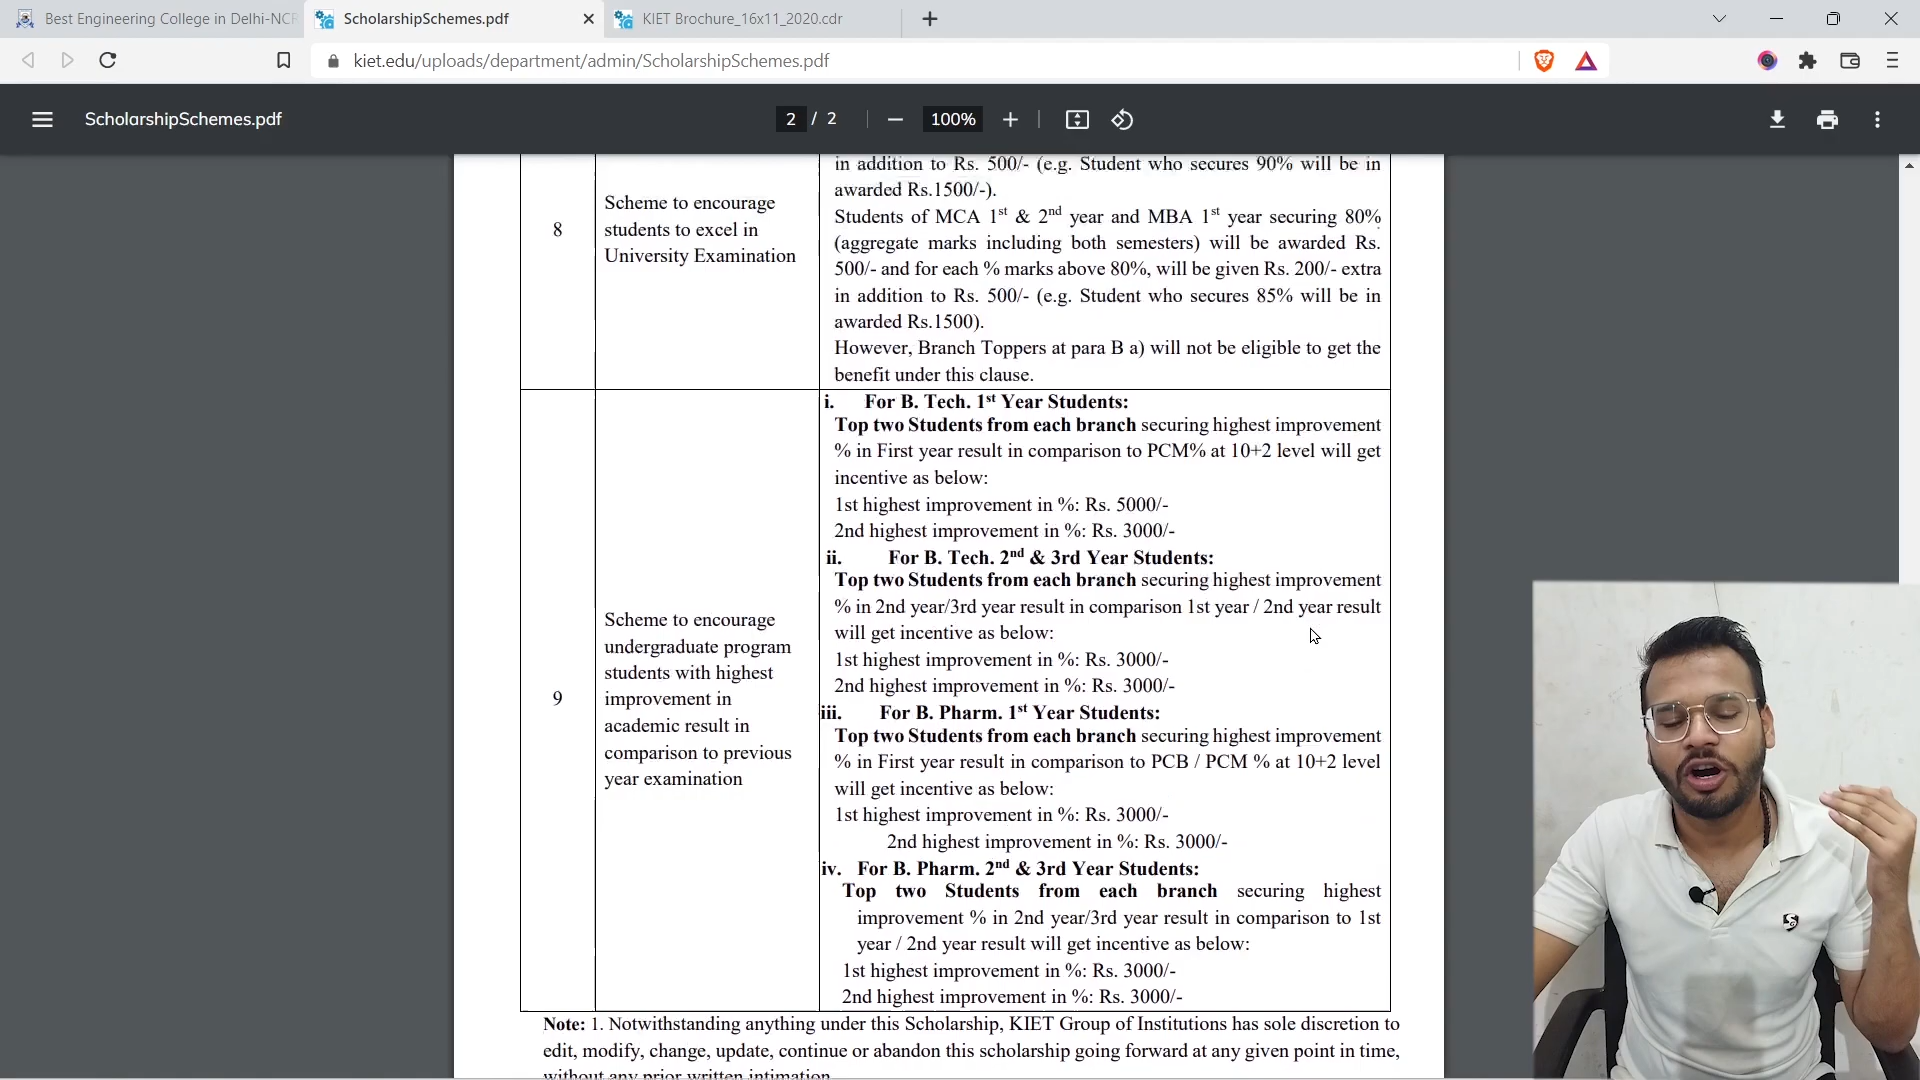 Best Engineering College in Delhi-NCR
ScholarshipSchemes.pdf
KIET Brochure_16x11_2020.cdr
kiet.edu/uploads/department/admin/ScholarshipSchemes.pdf
ScholarshipSchemes.pdf
2 / 2
100%
in addition to Rs. 500/- (e.g. Student who secures 90% will be in
awarded Rs.1500/-).
8
Scheme to encourage
students to excel in
University Examination
Students of MCA 1st & 2nd year and MBA 1st year securing 80%
(aggregate marks including both semesters) will be awarded Rs.
500/- and for each % marks above 80%, will be given Rs. 200/- extra
in addition to Rs. 500/- (e.g. Student who secures 85% will be in
awarded Rs.1500).
However, Branch Toppers at para B a) will not be eligible to get the
benefit under this clause.
9
Scheme to encourage
undergraduate program
students with highest
improvement in
academic result in
comparison to previous
year examination
i. For B. Tech. 1st Year Students:
Top two Students from each branch securing highest improvement
% in First year result in comparison to PCM% at 10+2 level will get
incentive as below:
1st highest improvement in %: Rs. 5000/-
2nd highest improvement in %: Rs. 3000/-
ii. For B. Tech. 2nd & 3rd Year Students:
Top two Students from each branch securing highest improvement
% in 2nd year/3rd year result in comparison 1st year / 2nd year result
will get incentive as below:
1st highest improvement in %: Rs. 3000/-
2nd highest improvement in %: Rs. 3000/-
iii. For B. Pharm. 1st Year Students:
Top two Students from each branch securing highest improvement
% in First year result in comparison to PCB / PCM % at 10+2 level
will get incentive as below:
1st highest improvement in %: Rs. 3000/-
2nd highest improvement in %: Rs. 3000/-
iv. For B. Pharm. 2nd & 3rd Year Students:
Top two Students from each branch securing highest
improvement % in 2nd year/3rd year result in comparison to 1st
year / 2nd year result will get incentive as below:
1st highest improvement in %: Rs. 3000/-
2nd highest improvement in %: Rs. 3000/-
Note: 1. Notwithstanding anything under this Scholarship, KIET Group of Institutions has sole discretion to
edit, modify, change, update, continue or abandon this scholarship going forward at any given point in time,
without any prior written intimation